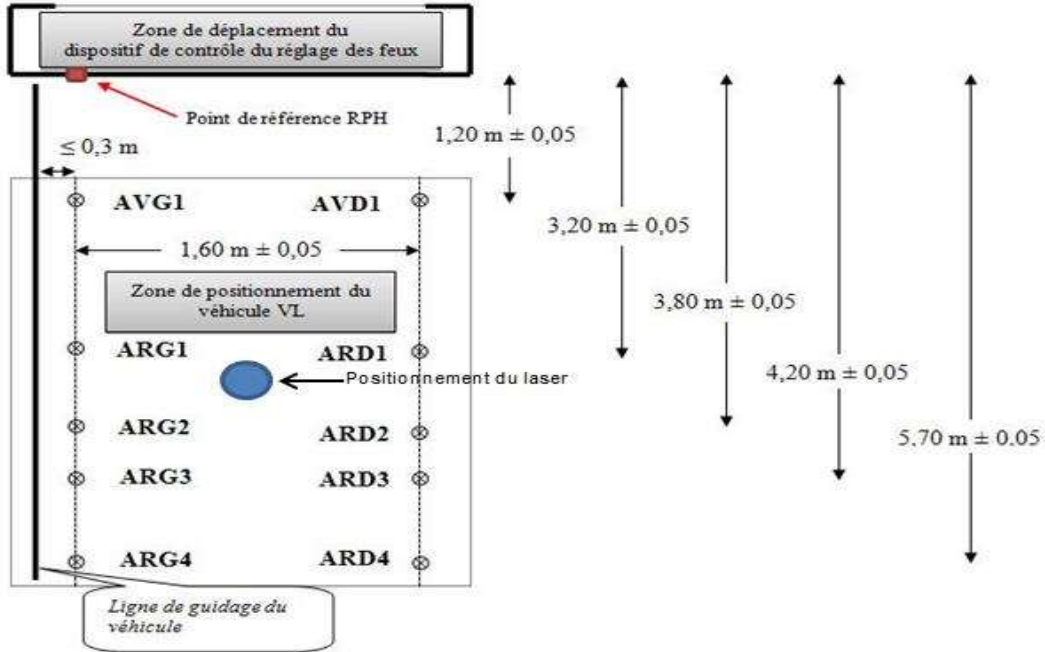 Zone de déplacement du
dispositif de contrôle du réglage des feux
Point de référence RPH
≤ 0,3 m
1,20 m ± 0,05
AVG1
AVD1
3,20 m ± 0,05
1,60 m ± 0,05
Zone de positionnement du
véhicule VL
3,80 m ± 0,05
ARG1
ARD1
Positionnement du laser
4,20 m ± 0,05
ARG2
ARD2
5,70 m ± 0.05
ARG3
ARD3
ARG4
ARD4
Ligne de guidage du
véhicule